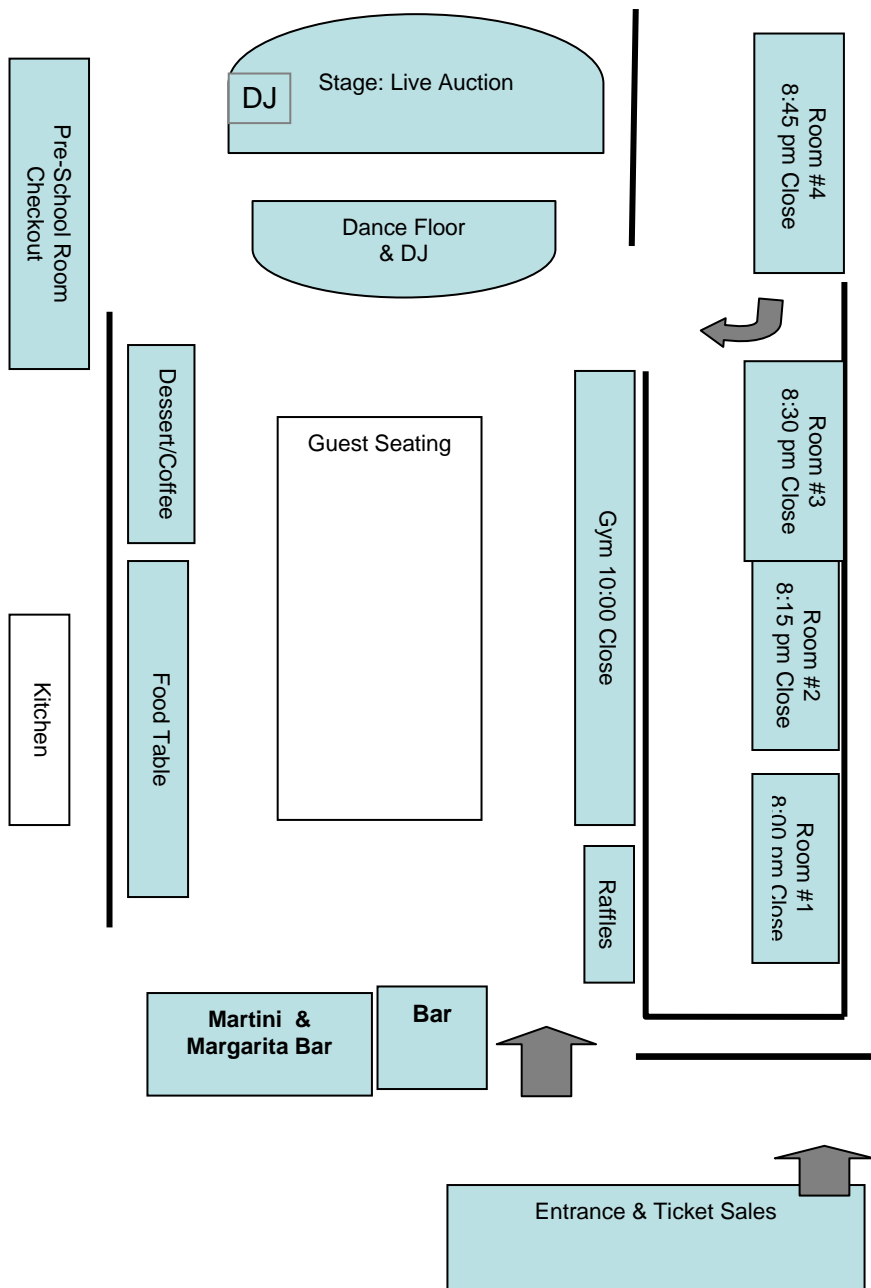 Stage: Live Auction
DJ
Room #4
8:45 pm Close
Pre-School Room
Checkout
Dance Floor
& DJ
Dessert/Coffee
Guest Seating
Gym 10:00 Close
Room #3
8:30 pm Close
Room #2
8:15 pm Close
Kitchen
Food Table
Room #1
8:00 pm Close
Raffles
Martini & 
Margarita Bar
Bar
Entrance & Ticket Sales